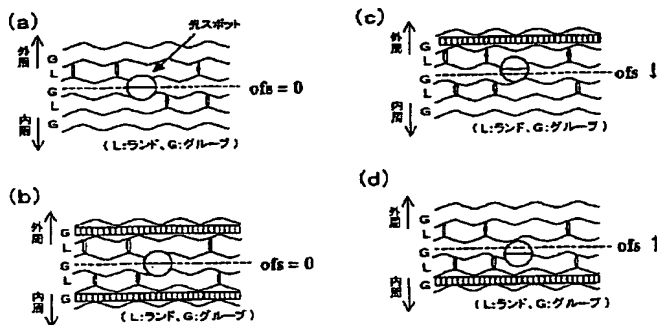 (a)
光スポット
外周
G
L
G
L
G
内周
ofs = 0
(L:ランド、G:グルーブ)
(b)
外周
G
L
G
L
G
内周
ofs = 0
(L:ランド、G:グルーブ)
(c)
外周
G
L
G
L
G
内周
ofs ↓
(L:ランド、G:グルーブ)
(d)
外周
G
L
G
L
G
内周
ofs ↑
(L:ランド、G:グルーブ)